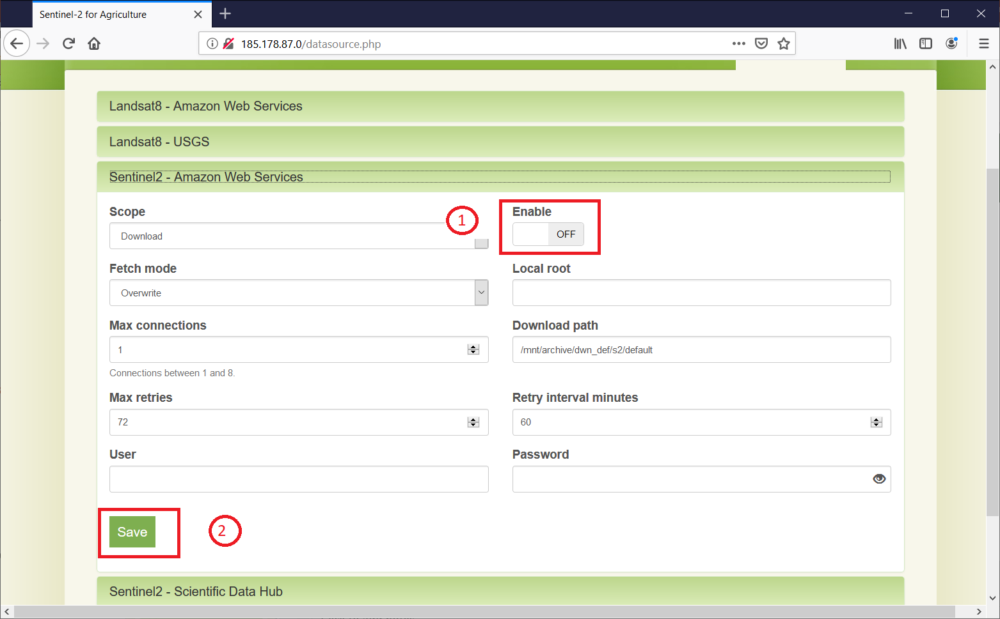 Sentinel-2 for Agriculture
185.178.87.0/datasource.php
Landsat8 - Amazon Web Services
Landsat8 - USGS
Sentinel2 - Amazon Web Services
Scope
1
Enable
Download
OFF
Fetch mode
Local root
Overwrite
Max connections
Download path
1
/mnt/archive/dwn_def/s2/default
Connections between 1 and 8.
Max retries
Retry interval minutes
72
60
User
Password
Save
2
Sentinel2 - Scientific Data Hub